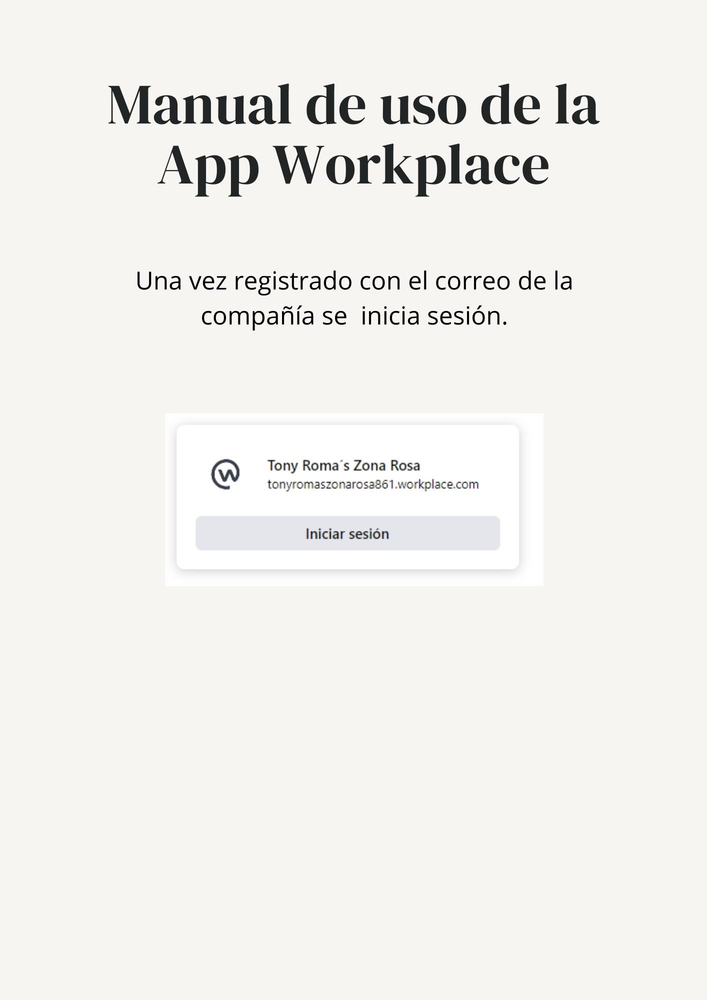 Manual de uso de la
App Workplace
Una vez registrado con el correo de la
compañía se  inicia sesión.
Tony Roma´s Zona Rosa
tonyromaszonarosa861.workplace.com
Iniciar sesión